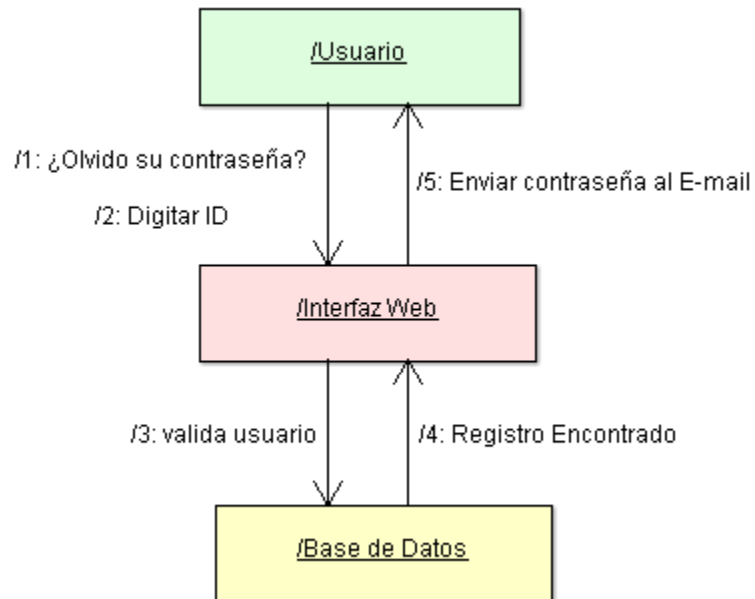 /Usuario
/1: ¿Olvido su contraseña?
/2: Digitar ID
/5: Enviar contraseña al E-mail
/Interfaz Web
/3: valida usuario
/4: Registro Encontrado
/Base de Datos